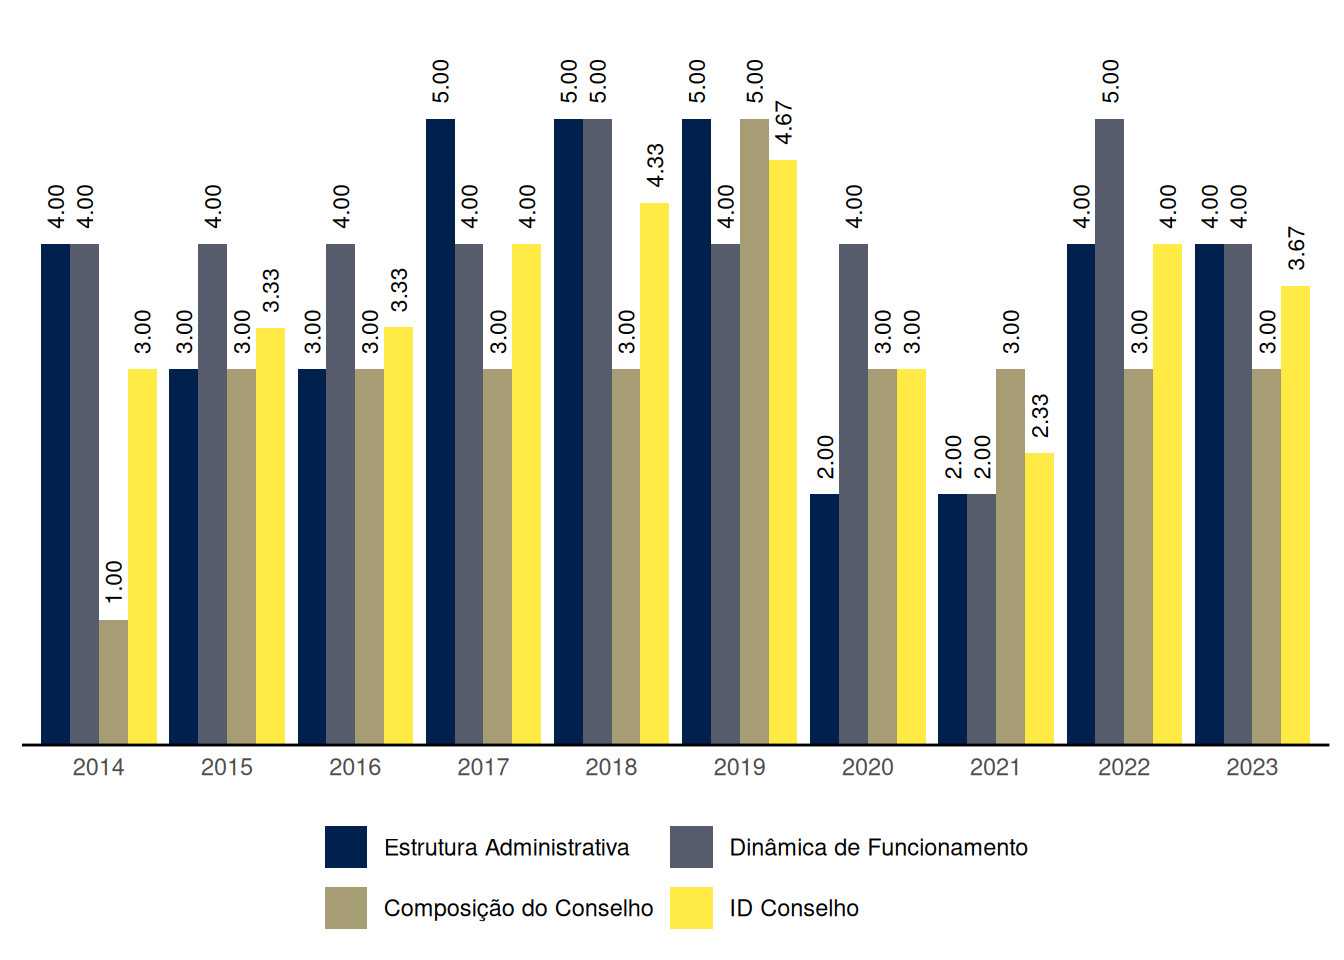 4.00 4.00 1.00 3.00 3.00 4.00 3.00 3.33 3.00 4.00 3.00 3.33 5.00 4.00 3.00 4.00 5.00 5.00 3.00 4.33 5.00 4.00 5.00 4.67 2.00 4.00 3.00 3.00 2.00 2.00 3.00 2.33 4.00 5.00 3.00 4.00 4.00 4.00 3.00 3.67
2014 2015 2016 2017 2018 2019 2020 2021 2022 2023
Estrutura Administrativa Dinâmica de Funcionamento
Composição do Conselho ID Conselho